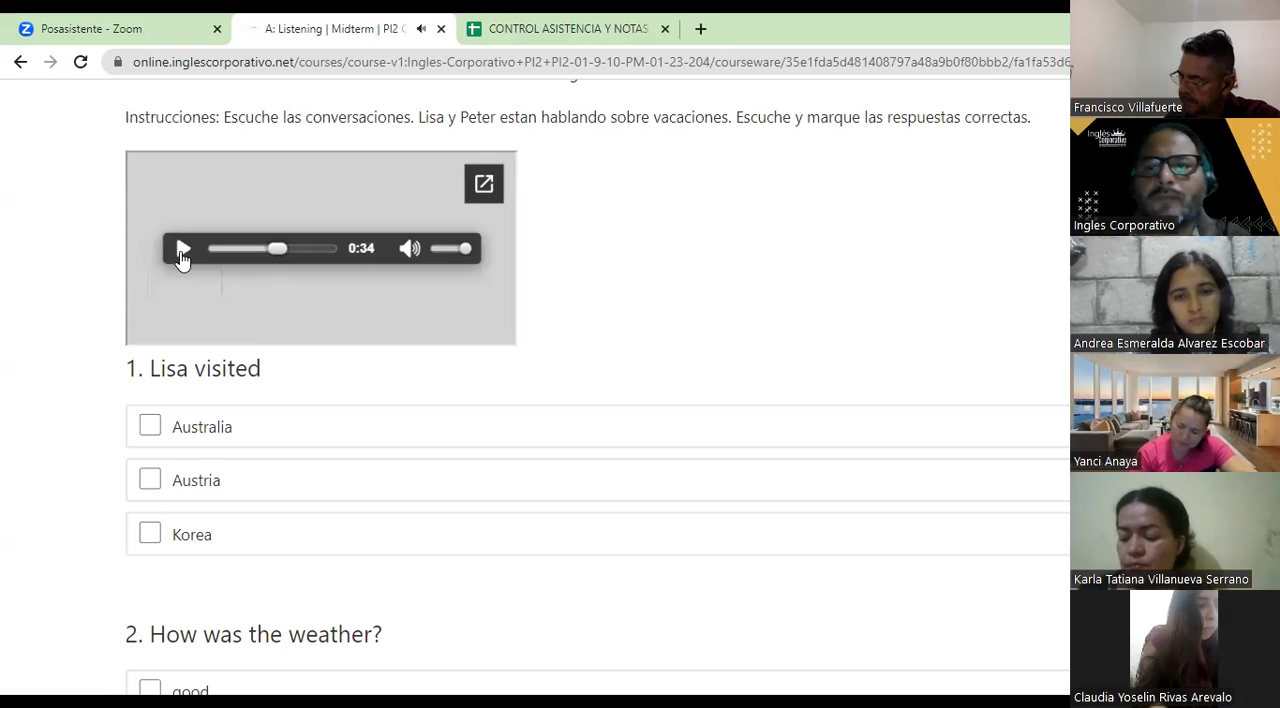 Posasistente - Zoom
A: Listening | Midterm | PI2 C
CONTROL ASISTENCIA Y NOTAS
online.inglescorporativo.net/courses/course-v1:Ingles-Corporativo+PI2+PI2-01-9-10-PM-01-23-204/courseware/35e1fda5d481408797a48a9b0f80bbb2/fa1fa53d6
Instrucciones: Escuche las conversaciones. Lisa y Peter estan hablando sobre vacaciones. Escuche y marque las respuestas correctas.
0:34
1. Lisa visited
Australia
Austria
Korea
2. How was the weather?
good
Francisco Villafuerte
Inglés
Corporativo
Ingles Corporativo
Andrea Esmeralda Alvarez Escobar
Yanci Anaya
Karla Tatiana Villanueva Serrano
Claudia Yoselin Rivas Arevalo